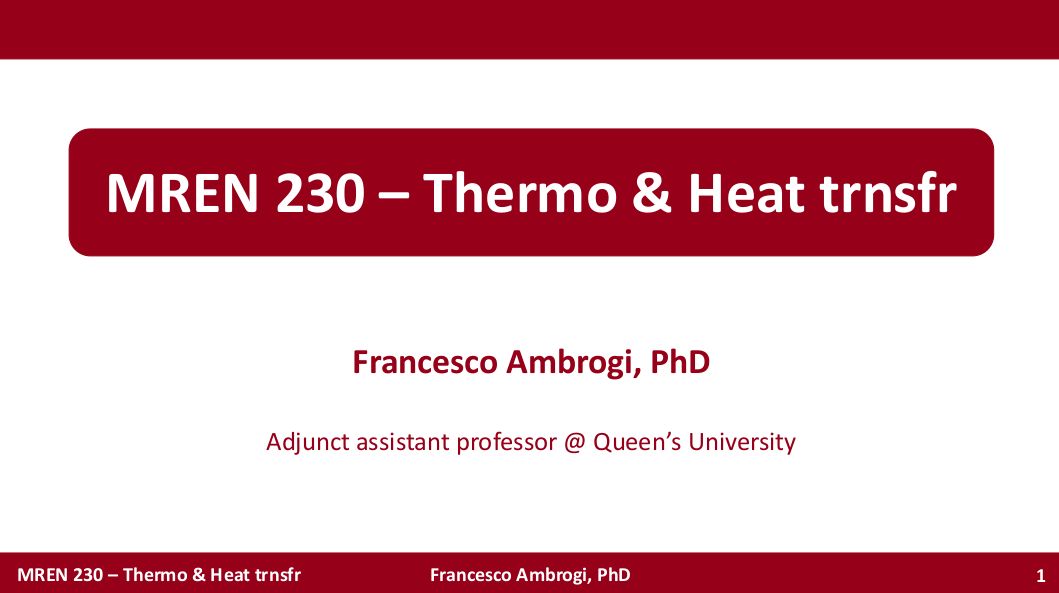 MREN 230 – Thermo & Heat trnsfr
Francesco Ambrogi, PhD
Adjunct assistant professor @ Queen’s University
MREN 230 – Thermo & Heat trnsfr
Francesco Ambrogi, PhD
1